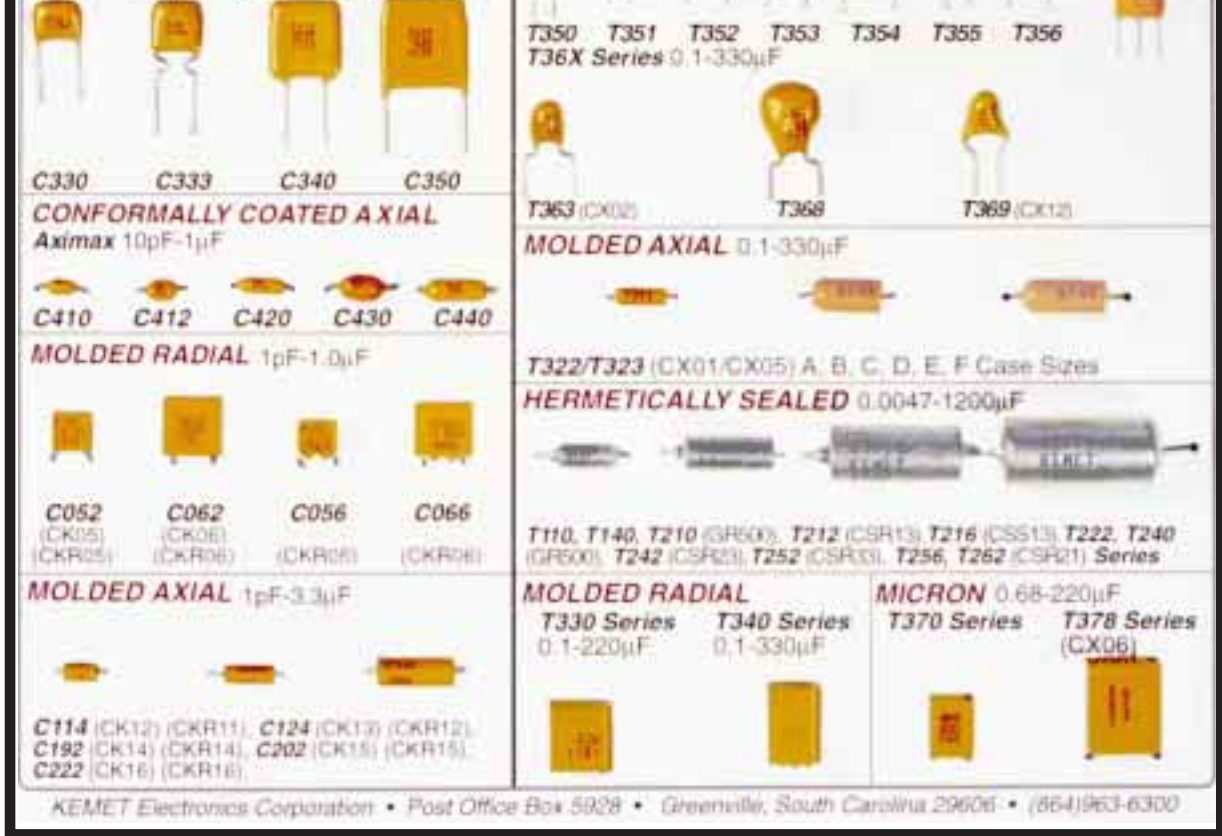 C330 C333 C340 C350
CONFORMALLY COATED AXIAL
Aximax 10pF-1µF
C410 C412 C420 C430 C440
MOLDED RADIAL 1pF-1.0µF
C052 C062 C056 C066
(CK05) (CK06)
(CKR05) (CKR06) (CKR05) (CKR06)
MOLDED AXIAL 1pF-3.3µF
C114 (CK12) (CKR11), C124 (CK13) (CKR12),
C192 (CK14) (CKR14), C202 (CK15) (CKR15),
C222 (CK16) (CKR16),
T350 T351 T352 T353 T354 T355 T356
T36X Series 0.1-330µF
T363 (CX02) T368 T369 (CX12)
MOLDED AXIAL 0.1-330µF
T322/T323 (CX01/CX05) A, B, C, D, E, F Case Sizes
HERMETICALLY SEALED 0.0047-1200µF
KEMET KEMET
T110, T140, T210 (GR500), T212 (CSR13), T216 (CSS13), T222, T240
(GR500), T242 (CSR23), T252 (CSR33), T256, T262 (CSR21) Series
MOLDED RADIAL
T330 Series T340 Series
0.1-220µF 0.1-330µF
MICRON 0.68-220µF
T370 Series T378 Series
(CX06)
KEMET Electronics Corporation • Post Office Box 5928 • Greenville, South Carolina 29606 • (864)963-6300